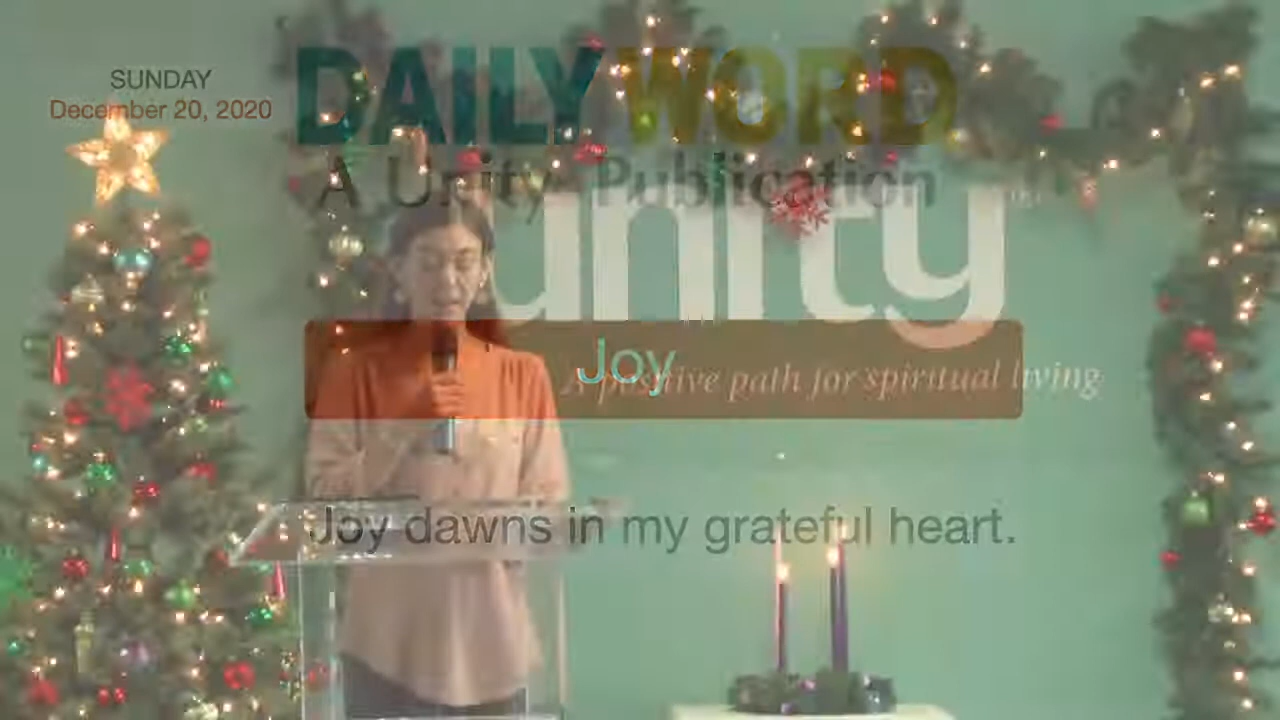 SUNDAY
December 20, 2020
DAILY WORD
A Unity Publication
unity
Joy
A positive path for spiritual living
Joy dawns in my grateful heart.